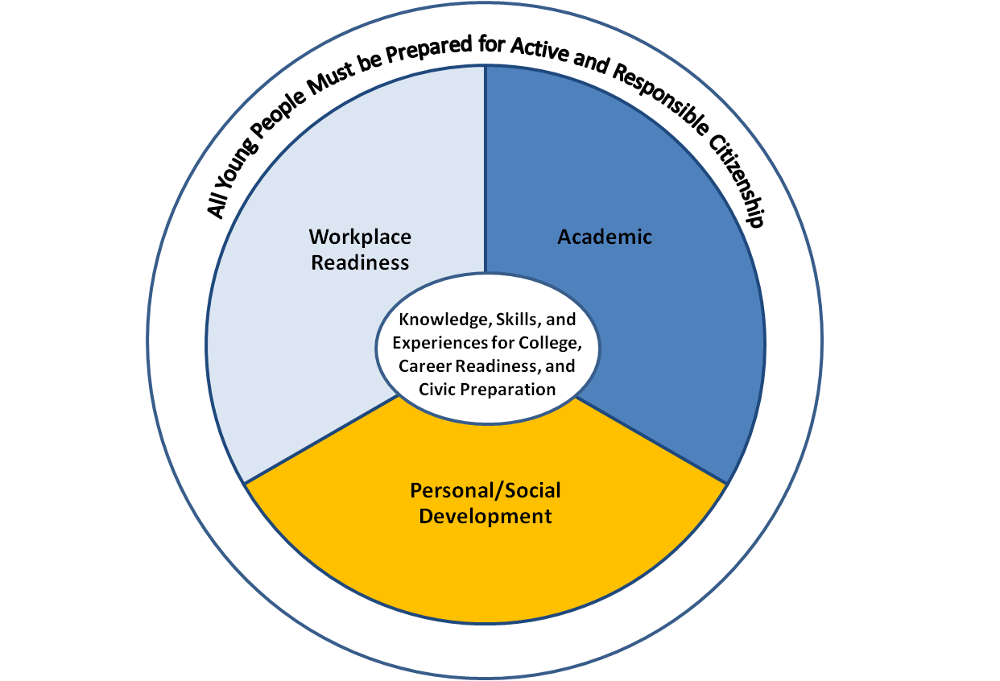 All Young People Must be Prepared for Active and Responsible Citizenship
Workplace
Readiness
Academic
Knowledge, Skills, and
Experiences for College,
Career Readiness, and
Civic Preparation
Personal/Social
Development